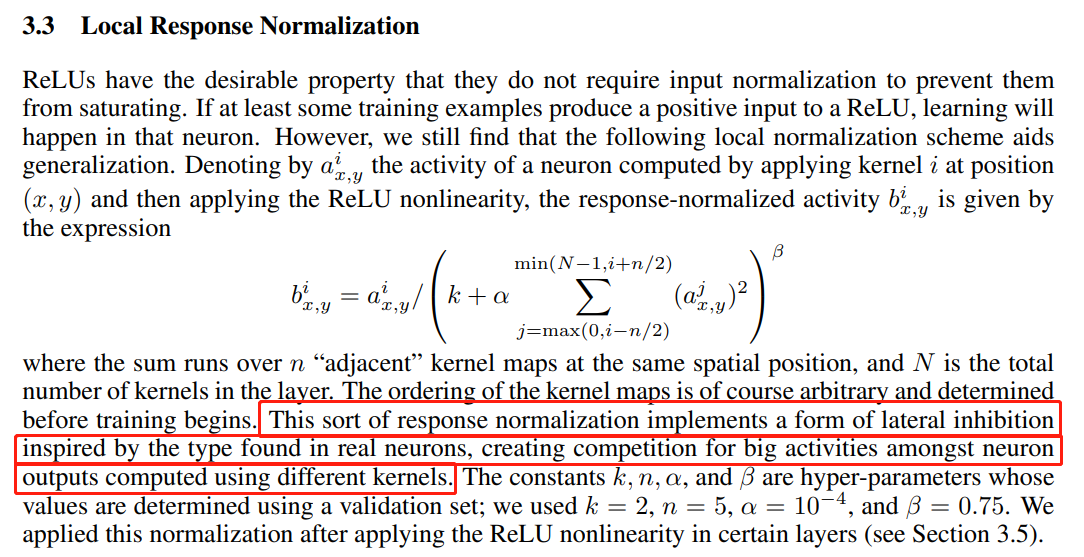 3.3 Local Response Normalization
ReLUs have the desirable property that they do not require input normalization to prevent them
from saturating. If at least some training examples produce a positive input to a ReLU, learning will
happen in that neuron. However, we still find that the following local normalization scheme aids
generalization. Denoting by a^i_{x,y} the activity of a neuron computed by applying kernel i at position
(x, y) and then applying the ReLU nonlinearity, the response-normalized activity b^i_{x,y} is given by
the expression
b^i_{x,y} = a^i_{x,y} / ( k + α ∑_{j=max(0,i−n/2)}^{min(N−1,i+n/2)} (a^j_{x,y})^2 )^β
where the sum runs over n “adjacent” kernel maps at the same spatial position, and N is the total
number of kernels in the layer. The ordering of the kernel maps is of course arbitrary and determined
before training begins. This sort of response normalization implements a form of lateral inhibition
inspired by the type found in real neurons, creating competition for big activities amongst neuron
outputs computed using different kernels. The constants k, n, α, and β are hyper-parameters whose
values are determined using a validation set; we used k = 2, n = 5, α = 10^{−4}, and β = 0.75. We
applied this normalization after applying the ReLU nonlinearity in certain layers (see Section 3.5).